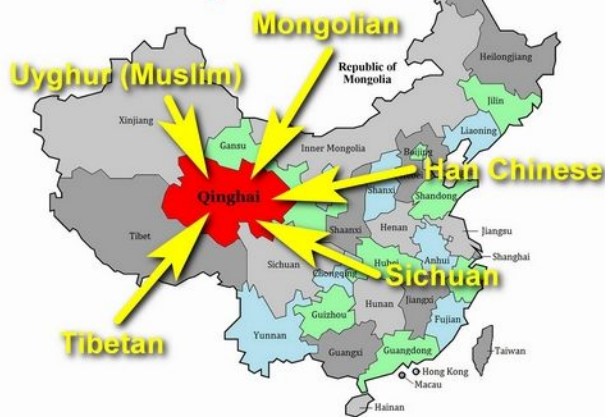 Mongolian
Heilongjiang
Uyghur (Muslim)
Republic of
Mongolia
Jilin
Xinjiang
Liaoning
Gansu
Inner Mongolia
Beijing
Han Chinese
Qinghai
Shanxi
Shandong
Tibet
Shaanxi
Henan
Jiangsu
Sichuan
Anhui
Shanghai
Hubei
Chongqing
Sichuan
Tibetan
Guizhou
Hunan
Jiangxi
Yunnan
Fujian
Guangxi
Guangdong
Taiwan
Hong Kong
Macau
Hainan